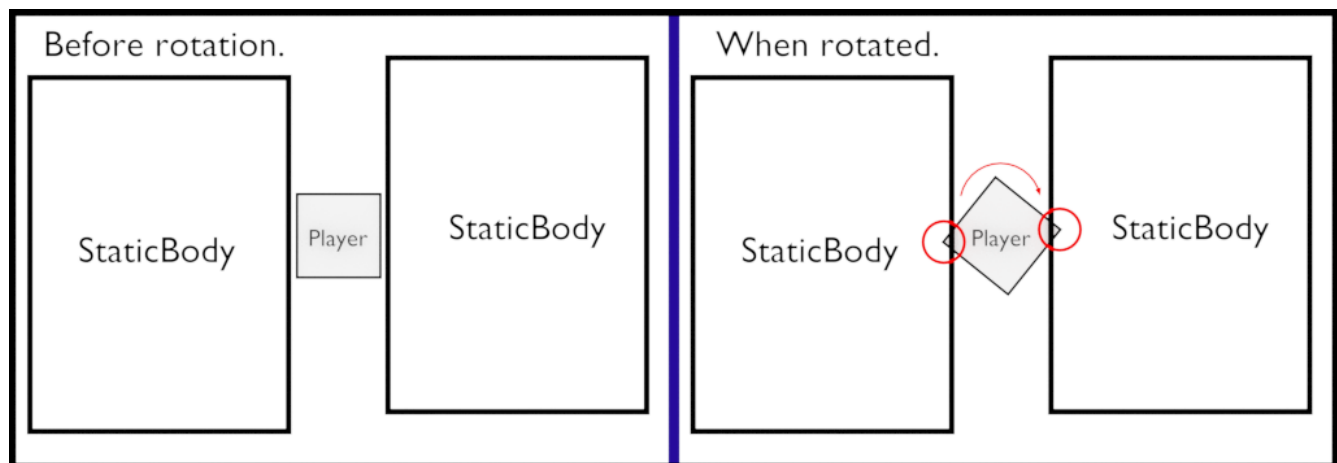 Before rotation.
StaticBody
Player
StaticBody
When rotated.
StaticBody
Player
StaticBody